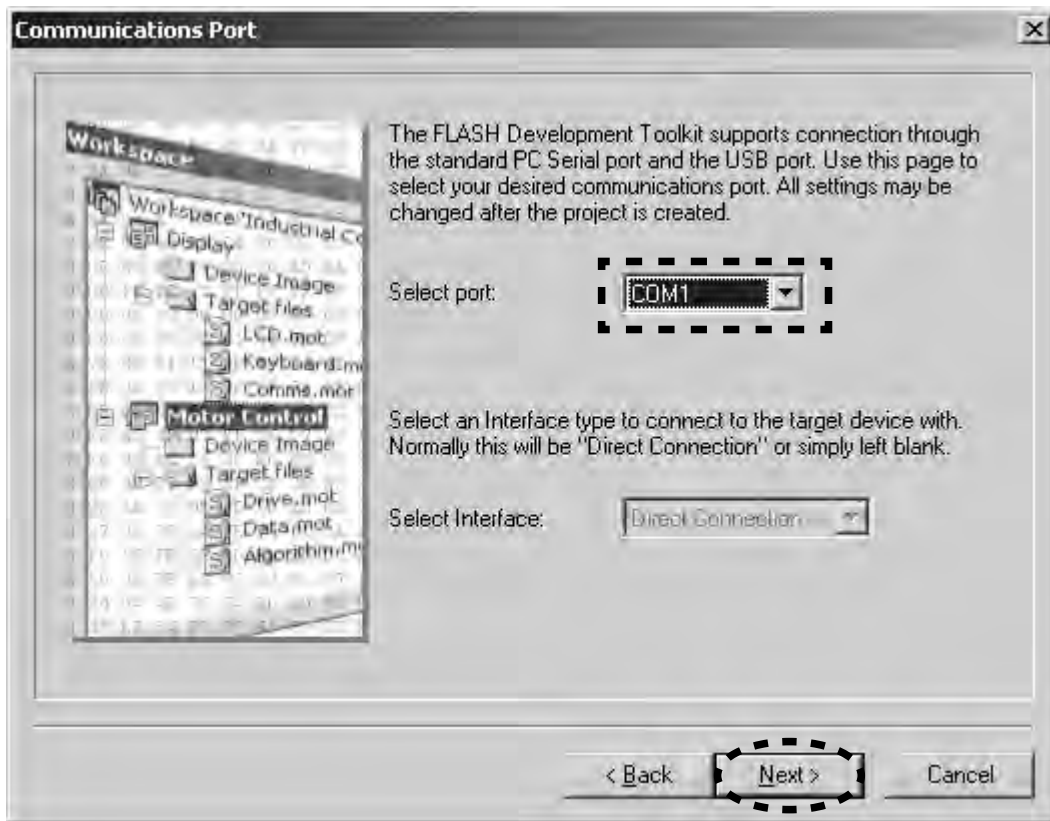 Communications Port
The FLASH Development Toolkit supports connection through
the standard PC Serial port and the USB port. Use this page to
select your desired communications port. All settings may be
changed after the project is created.
Select port:
COM1
Select an Interface type to connect to the target device with.
Normally this will be "Direct Connection" or simply left blank.
Select Interface:
Direct Connection
Workspace
Workspace "Industrial Co
Display
Device Image
Target files
LCD.mot
Keyboard.m
Comms.mot
Motor Control
Device Image
Target files
Drive.mot
Data.mot
Algorithm.m
< Back
Next >
Cancel